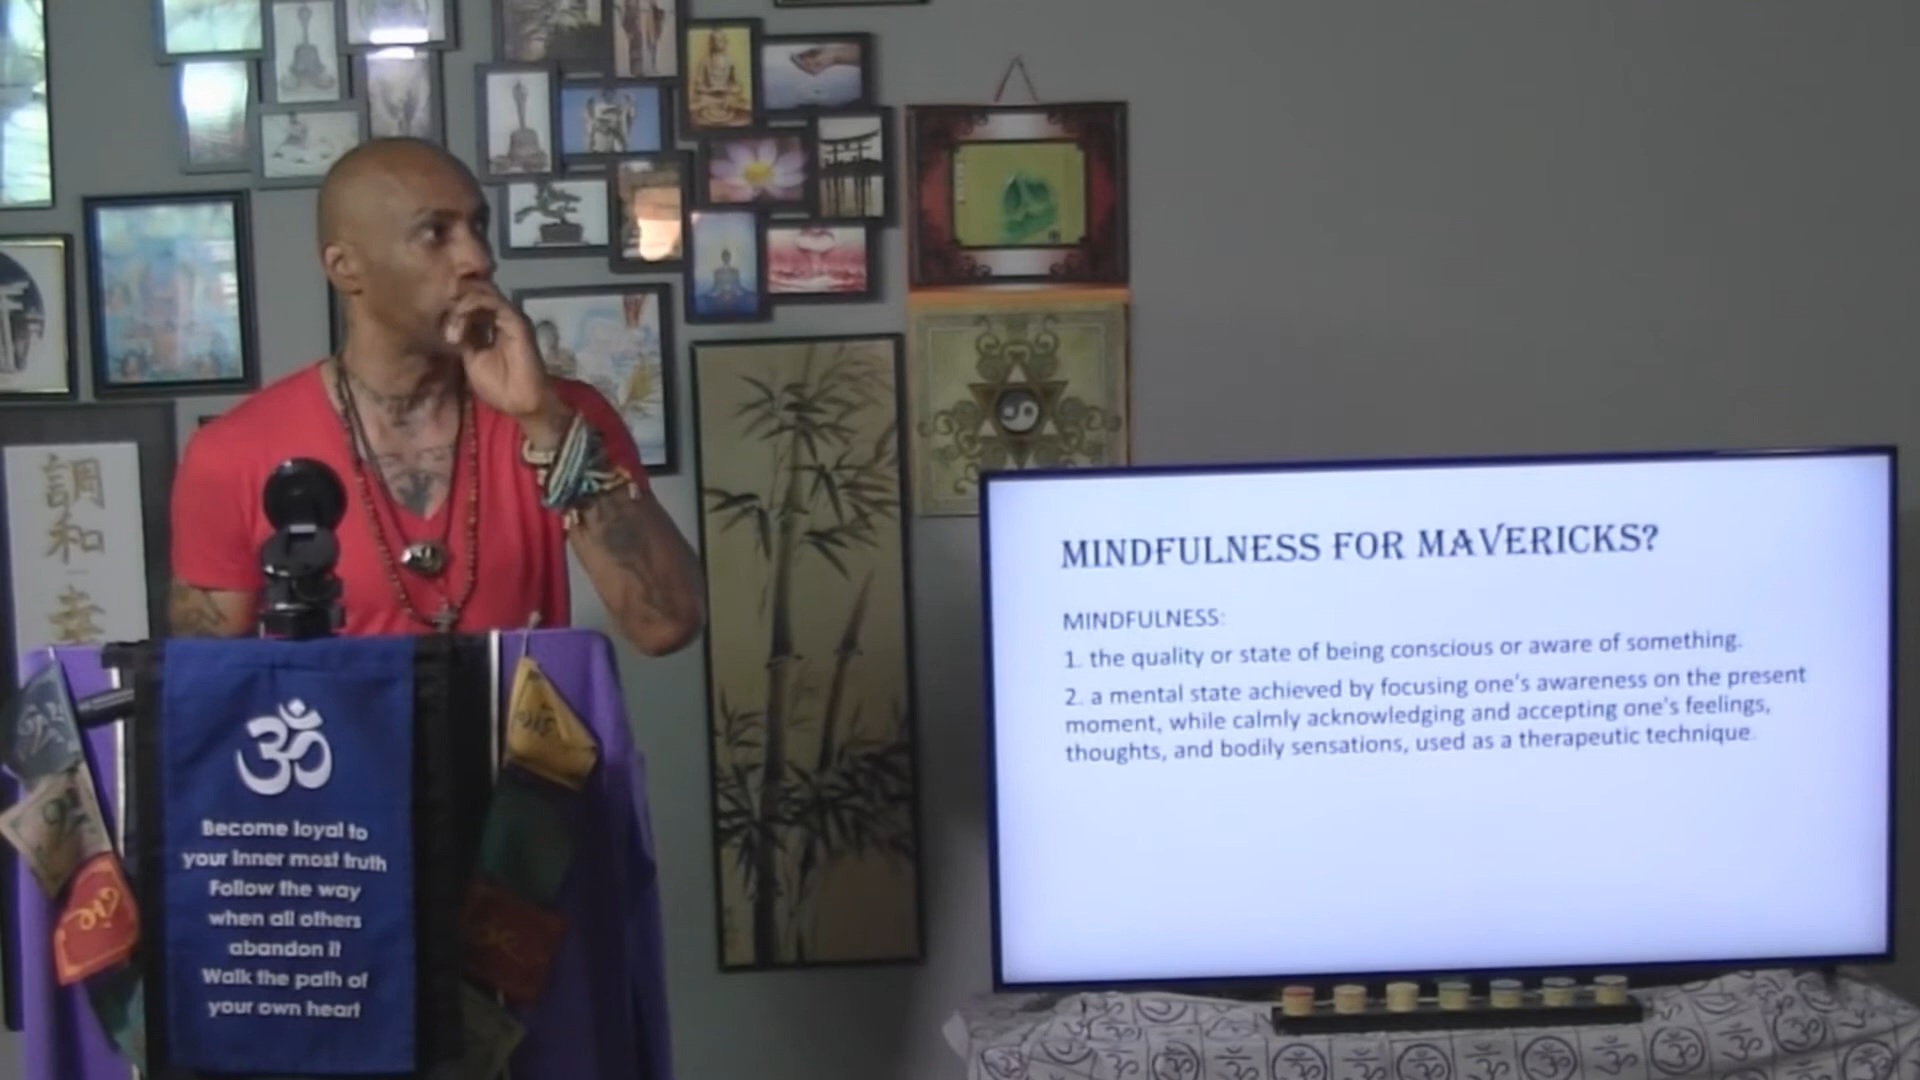 調
和
幸
MINDFULNESS FOR MAVERICKS?
MINDFULNESS:
1. the quality or state of being conscious or aware of something.
2. a mental state achieved by focusing one's awareness on the present
moment, while calmly acknowledging and accepting one's feelings,
thoughts, and bodily sensations, used as a therapeutic technique.
ॐ
Become loyal to
your inner most truth
Follow the way
when all others
abandon it
Walk the path of
your own heart